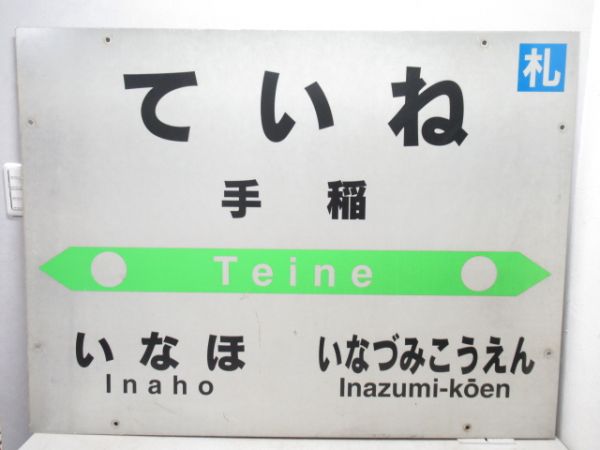 札
ていね
手稲
Teine
いなほ
Inaho
いなづみこうえん
Inazumi-kōen